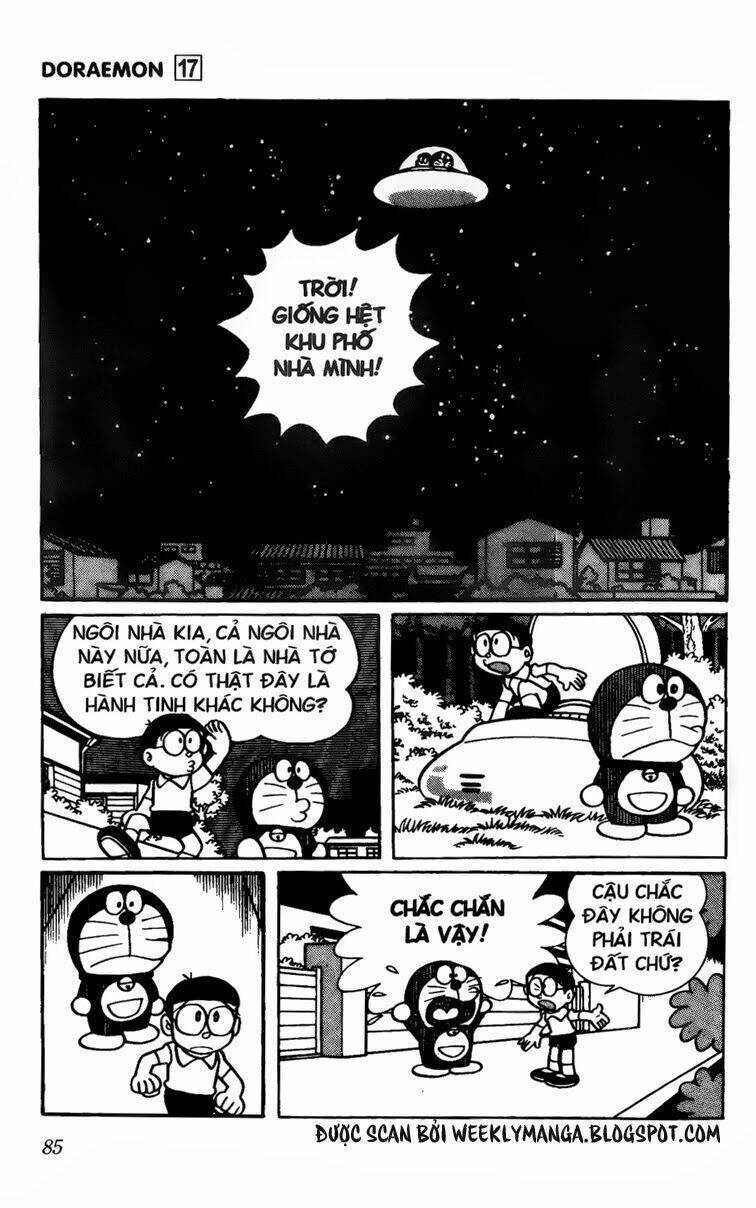 DORAEMON 17
TRỜI!
GIỐNG HỆT
KHU PHỐ
NHÀ MÌNH!
NGÔI NHÀ KIA, CẢ NGÔI NHÀ
NÀY NỮA, TOÀN LÀ NHÀ TỚ
BIẾT CẢ. CÓ THẬT ĐÂY LÀ
HÀNH TINH KHÁC KHÔNG?
CHẮC CHẮN
LÀ VẬY!
CẬU CHẮC
ĐÂY KHÔNG
PHẢI TRÁI
ĐẤT CHỨ?
85
ĐƯỢC SCAN BỞI WEEKLYMANGA.BLOGSPOT.COM